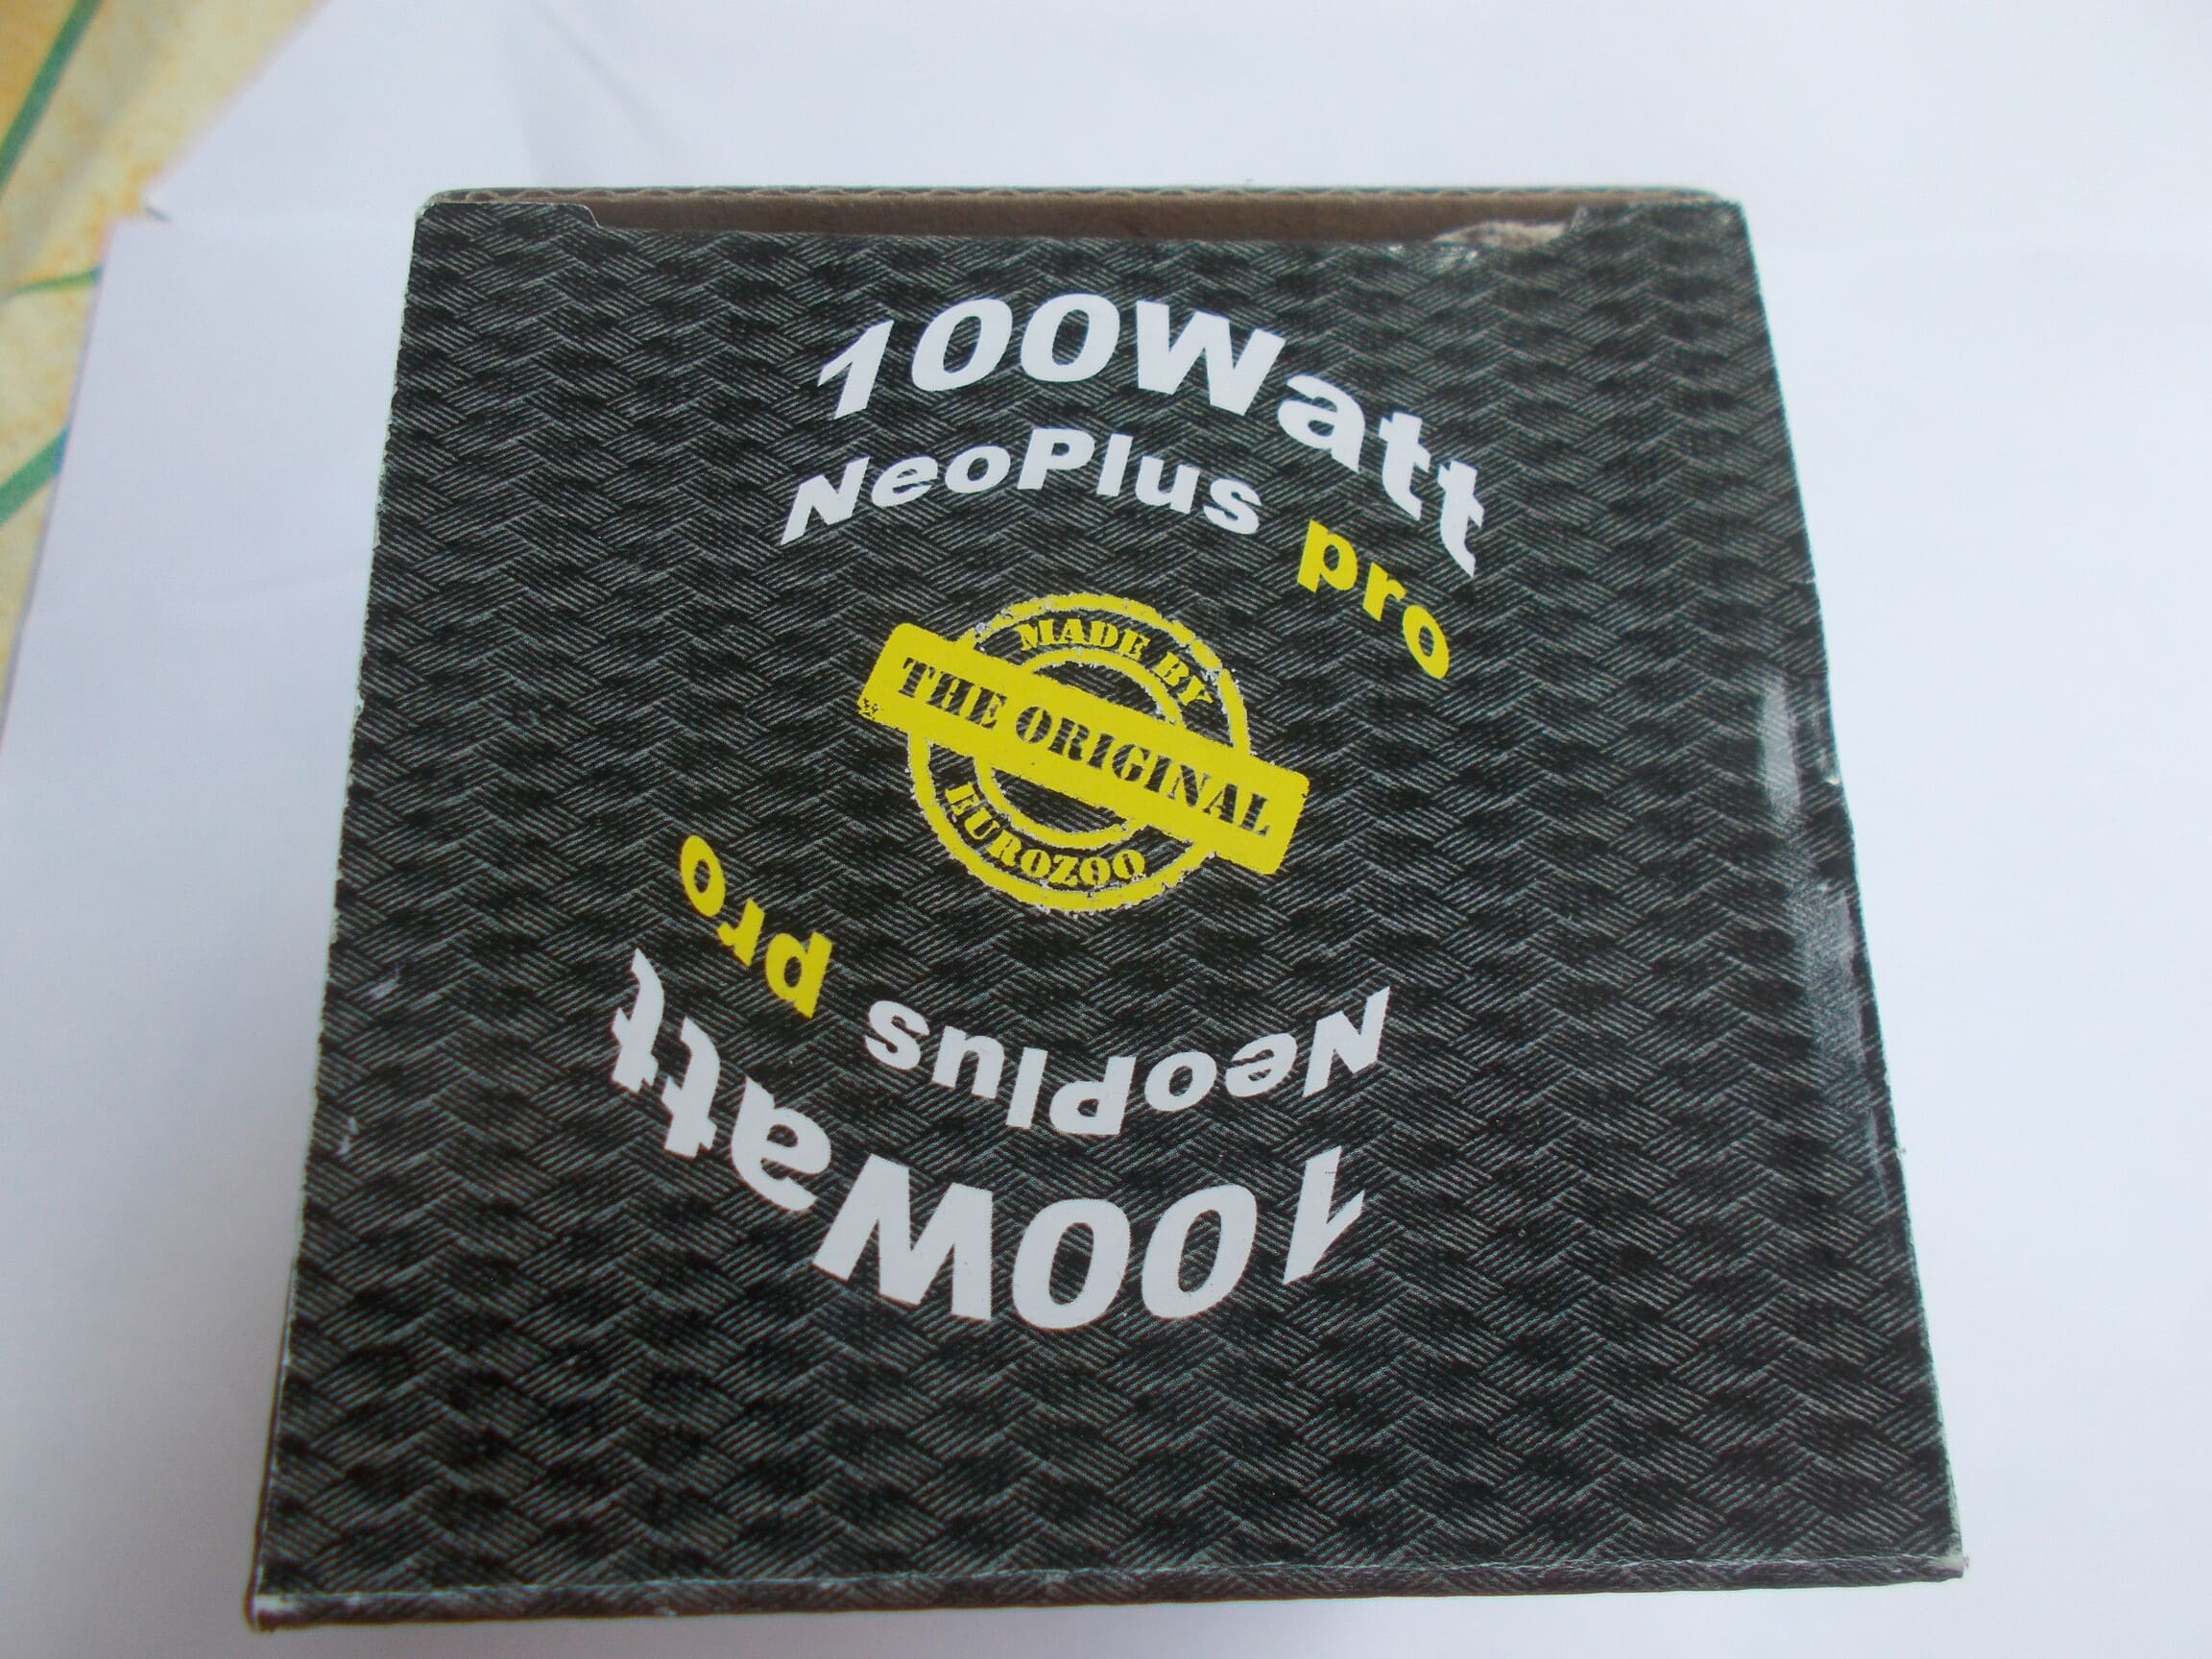 100Watt
NeoPlus pro
MADE BY
THE ORIGINAL
EUROZOO
NeoPlus pro
100Watt